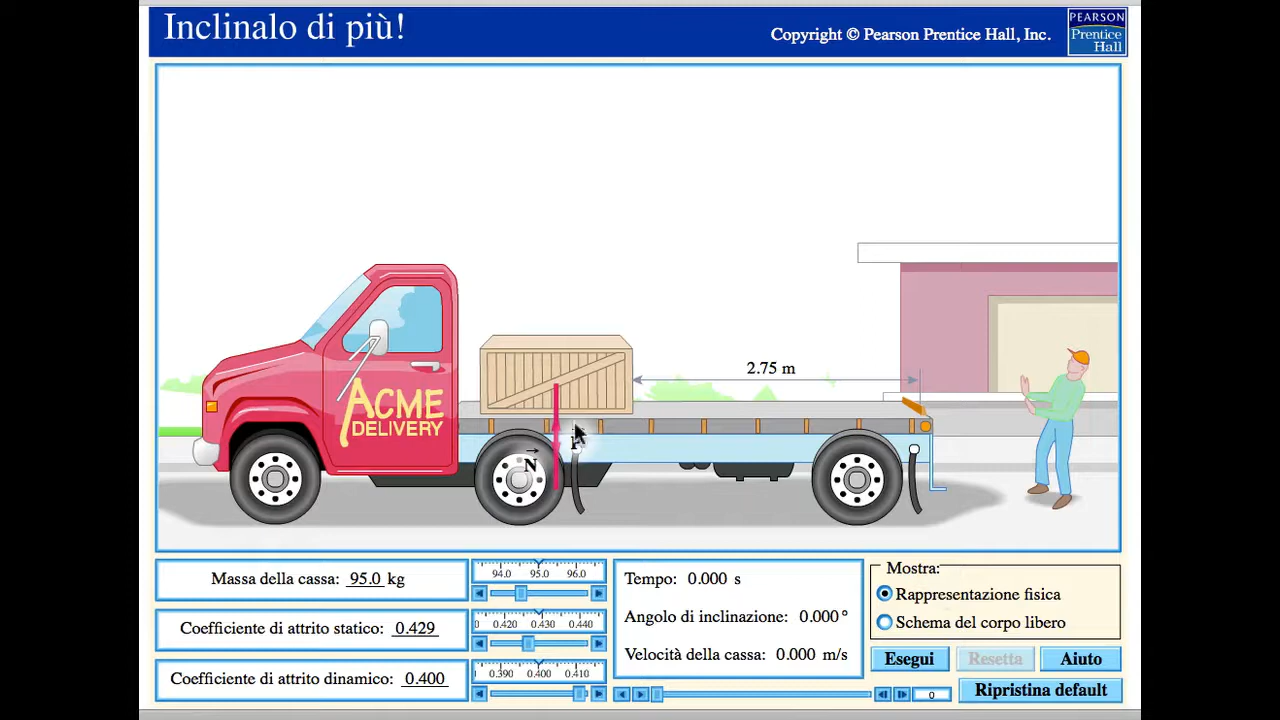 Inclinalo di più!
Copyright © Pearson Prentice Hall, Inc.
PEARSON
Prentice
Hall
2.75 m
ACME
DELIVERY
N
Massa della cassa: 95.0 kg
94.0 95.0 96.0
Coefficiente di attrito statico: 0.429
0.420 0.430 0.440
Coefficiente di attrito dinamico: 0.400
0.390 0.400 0.410
Tempo: 0.000 s
Angolo di inclinazione: 0.000°
Velocità della cassa: 0.000 m/s
0
Mostra:
Rappresentazione fisica
Schema del corpo libero
Esegui
Resetta
Aiuto
Ripristina default